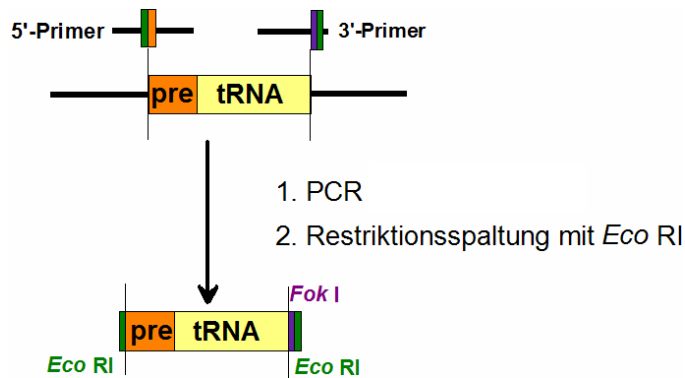 5'-Primer 3'-Primer
pre tRNA
1. PCR
2. Restriktionsspaltung mit Eco RI
Fok I
pre tRNA
Eco RI Eco RI